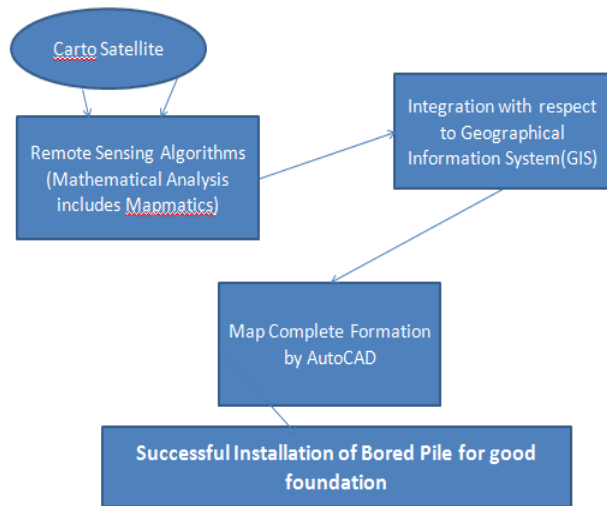 Carto Satellite
Remote Sensing Algorithms
(Mathematical Analysis
includes Mapmatics)
Integration with respect
to Geographical
Information System(GIS)
Map Complete Formation
by AutoCAD
Successful Installation of Bored Pile for good
foundation